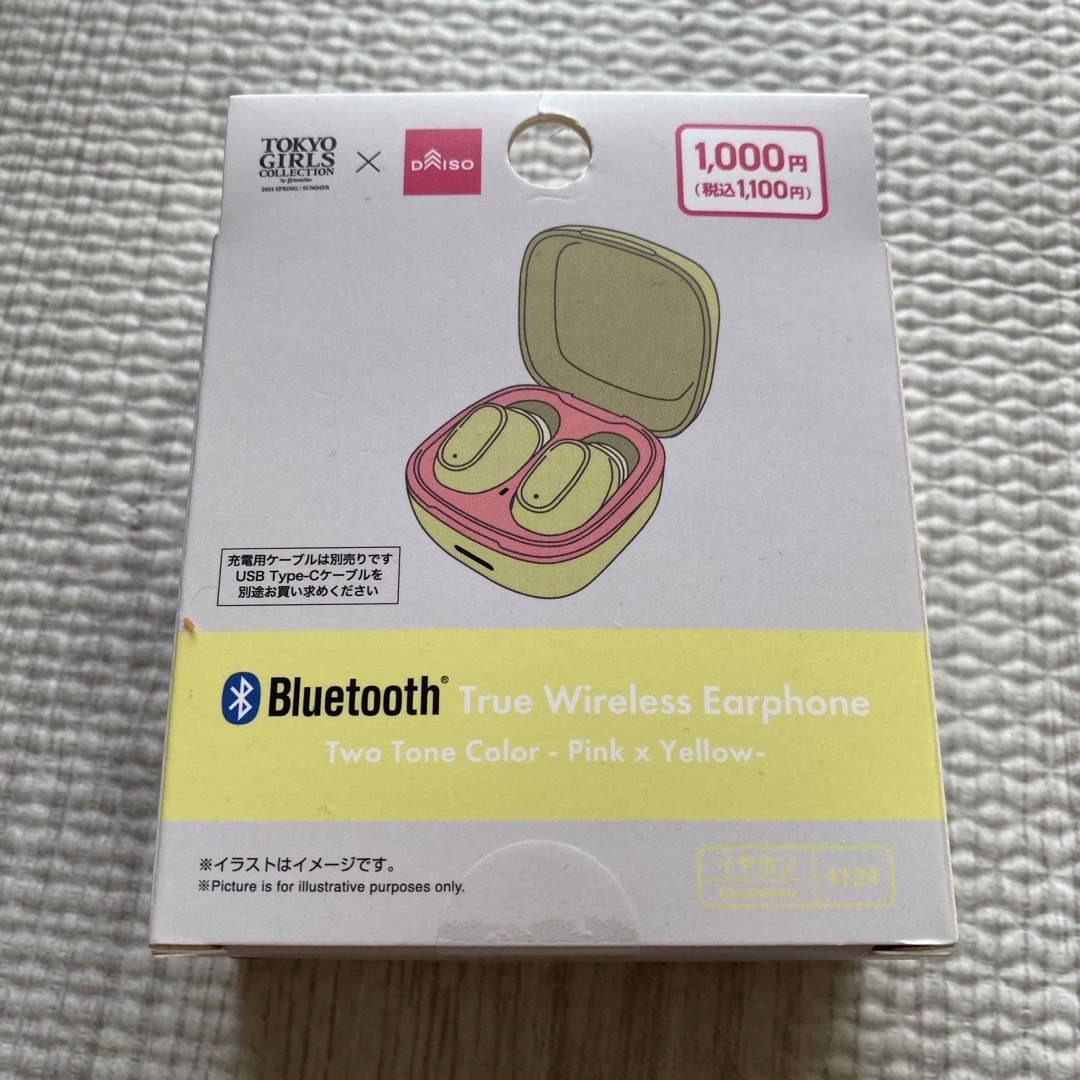 TOKYO
GIRLS
COLLECTION
2024 SPRING/SUMMER
×
DAISO
1,000円
(税込1,100円)
充電用ケーブルは別売りです
USB Type-Cケーブルを
別途お買い求めください
Bluetooth® True Wireless Earphone
Two Tone Color - Pink x Yellow-
※イラストはイメージです。
※Picture is for illustrative purposes only.
イヤホン
4124